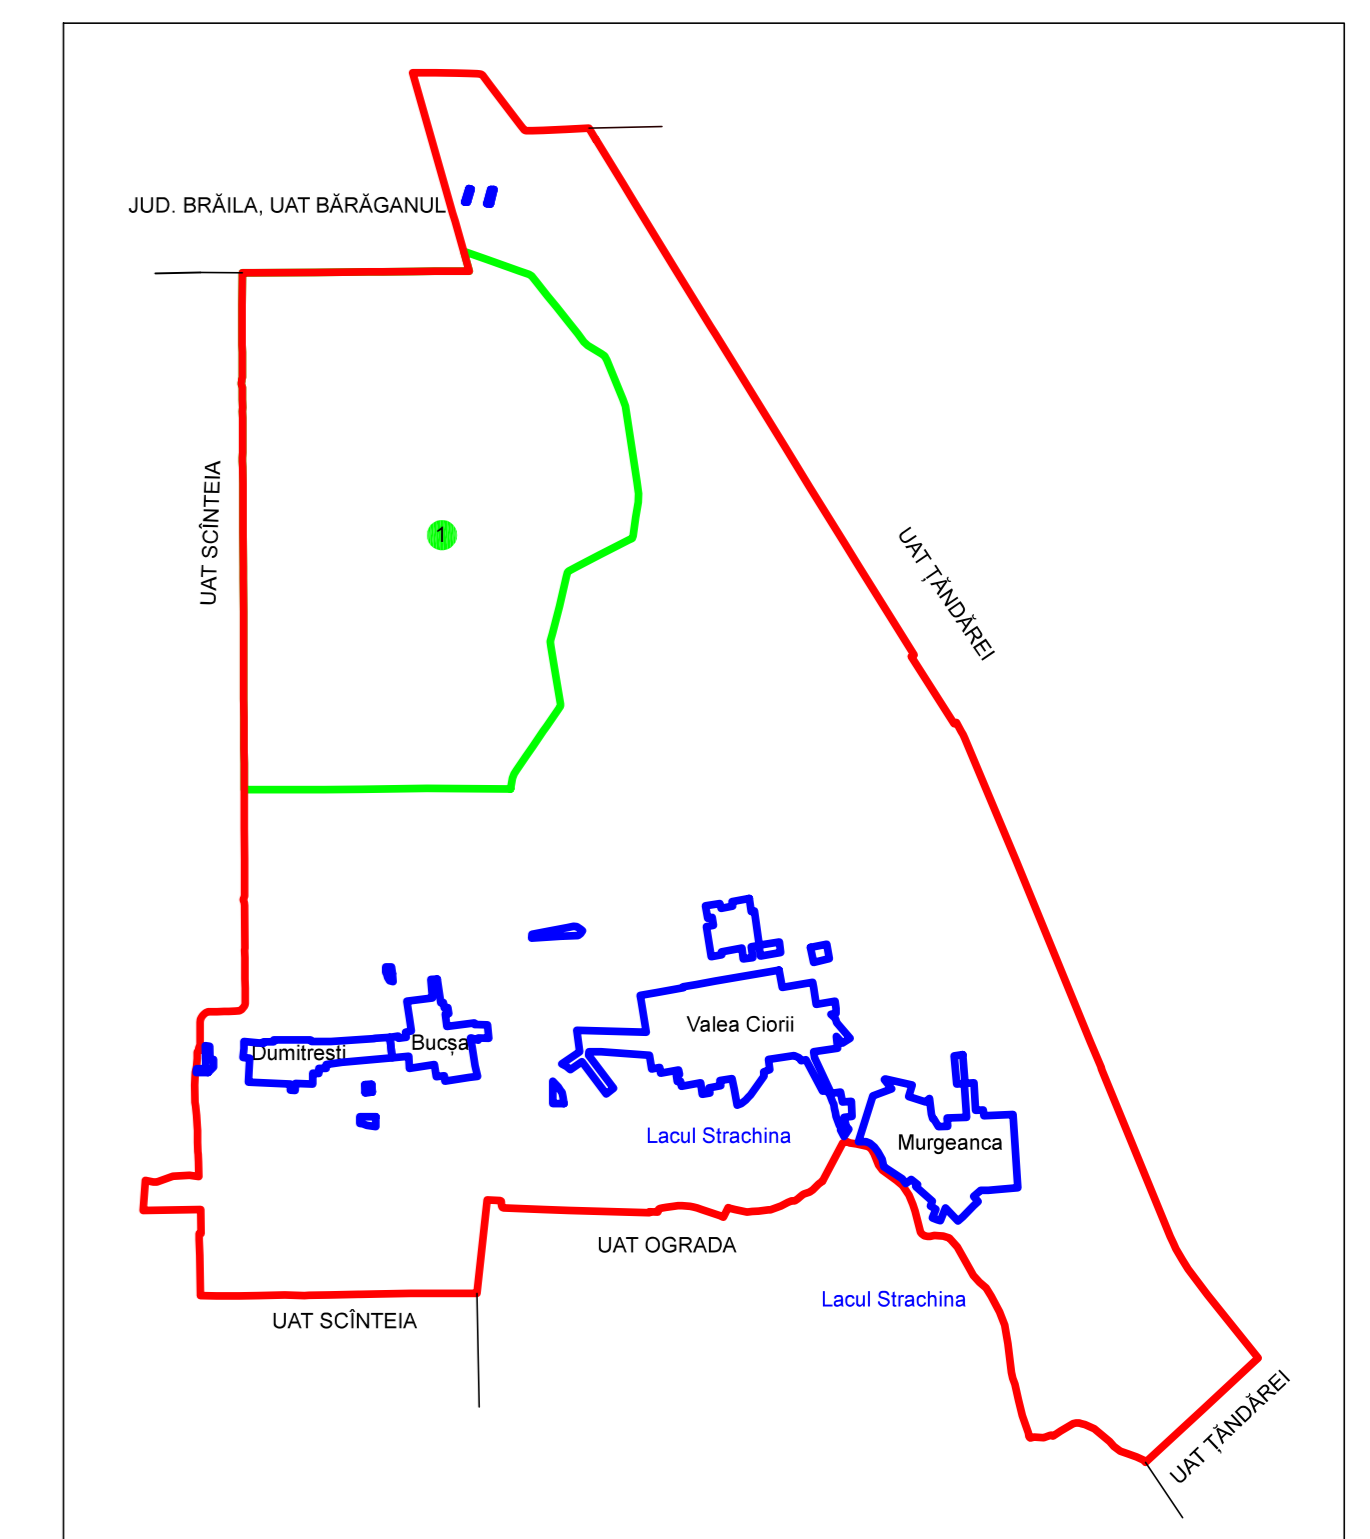 JUD. BRĂILA, UAT BĂRĂGANUL
UAT SCÎNTEIA
1
UAT ȚĂNDĂREI
Valea Ciorii
Bucșa
Dumitrești
Lacul Strachina
Murgeanca
UAT OGRADA
Lacul Strachina
UAT SCÎNTEIA
UAT ȚĂNDĂREI